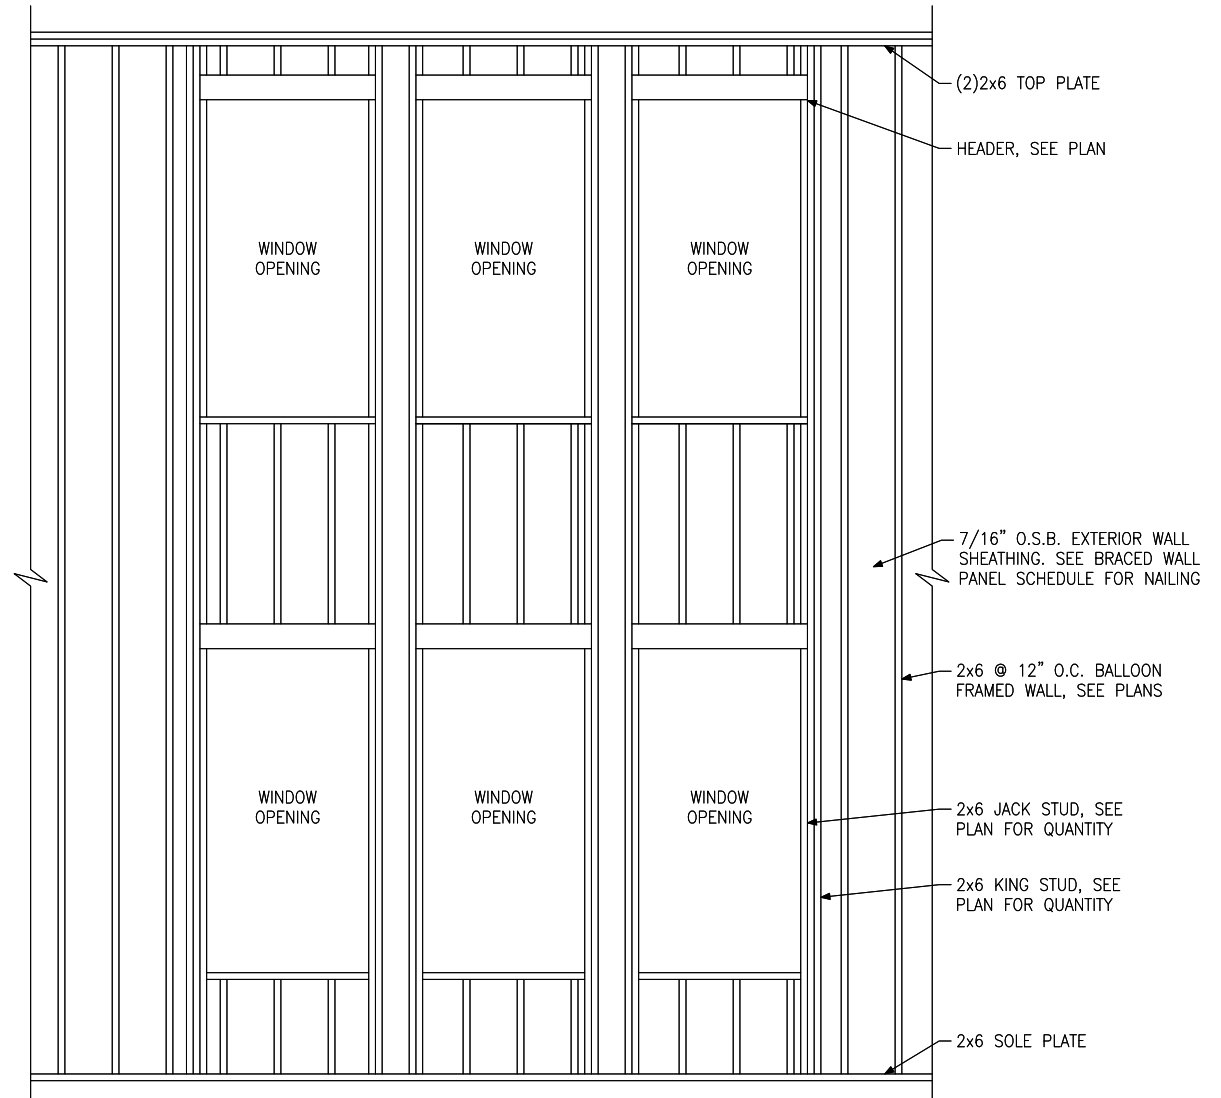 (2)2x6 TOP PLATE
HEADER, SEE PLAN
WINDOW
OPENING
WINDOW
OPENING
WINDOW
OPENING
7/16” O.S.B. EXTERIOR WALL
SHEATHING. SEE BRACED WALL
PANEL SCHEDULE FOR NAILING
2x6 @ 12” O.C. BALLOON
FRAMED WALL, SEE PLANS
WINDOW
OPENING
WINDOW
OPENING
WINDOW
OPENING
2x6 JACK STUD, SEE
PLAN FOR QUANTITY
2x6 KING STUD, SEE
PLAN FOR QUANTITY
2x6 SOLE PLATE